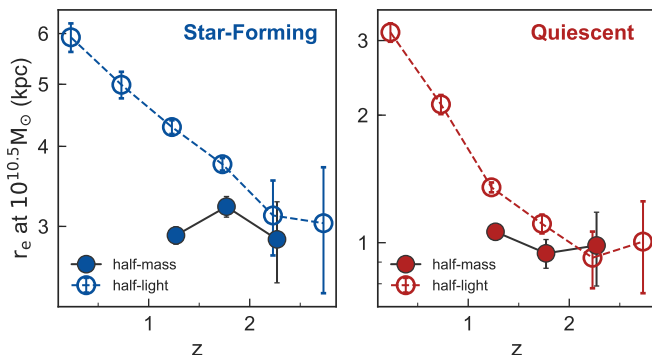 Star-Forming
Quiescent
r_e at 10^10.5 M_⊙ (kpc)
6
5
4
3
3
2
1
half-mass
half-light
half-mass
half-light
1
2
1
2
z
z